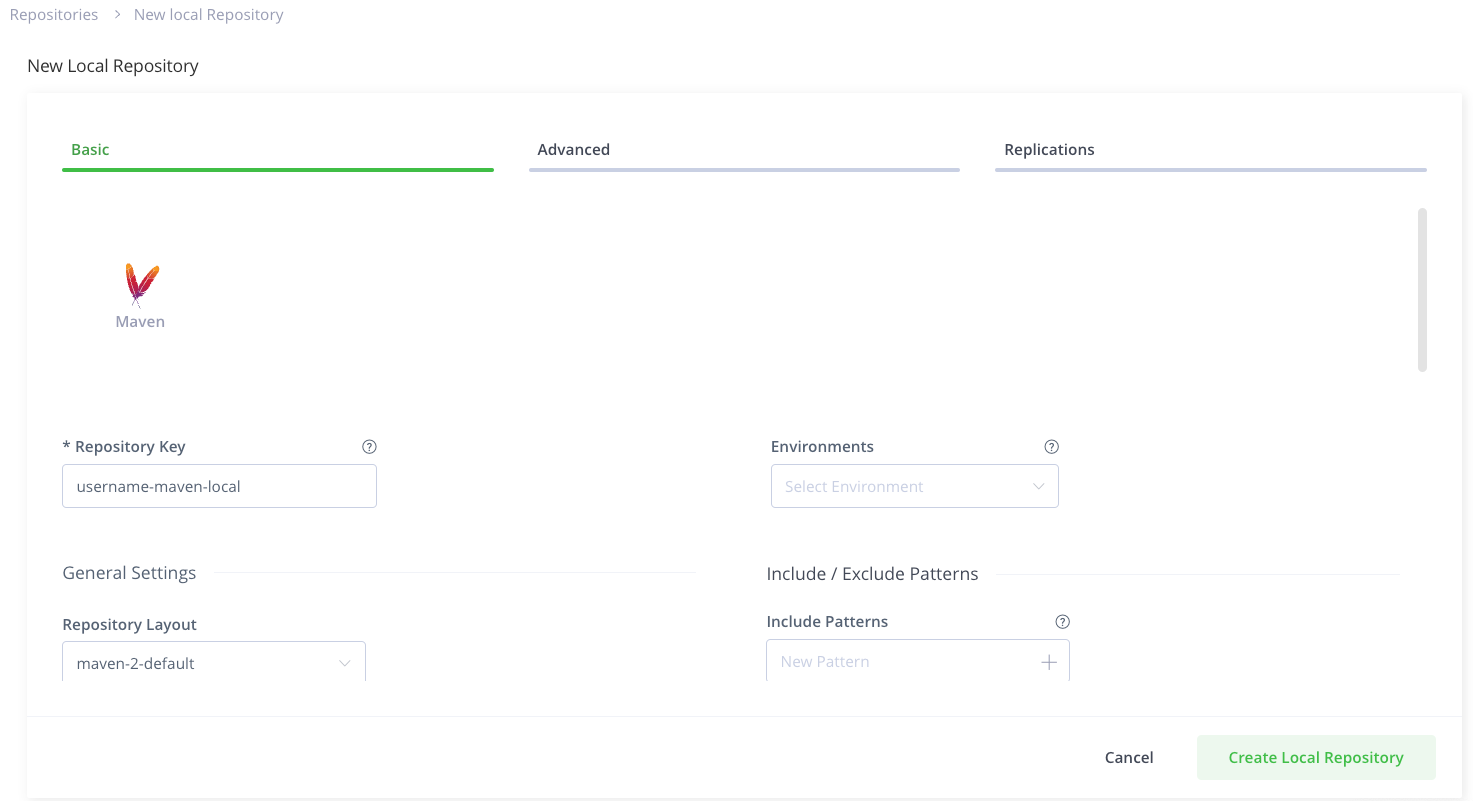 Repositories > New local Repository
New Local Repository
Basic
Advanced
Replications
Maven
* Repository Key
username-maven-local
Environments
Select Environment
General Settings
Repository Layout
maven-2-default
Include / Exclude Patterns
Include Patterns
New Pattern
Cancel
Create Local Repository